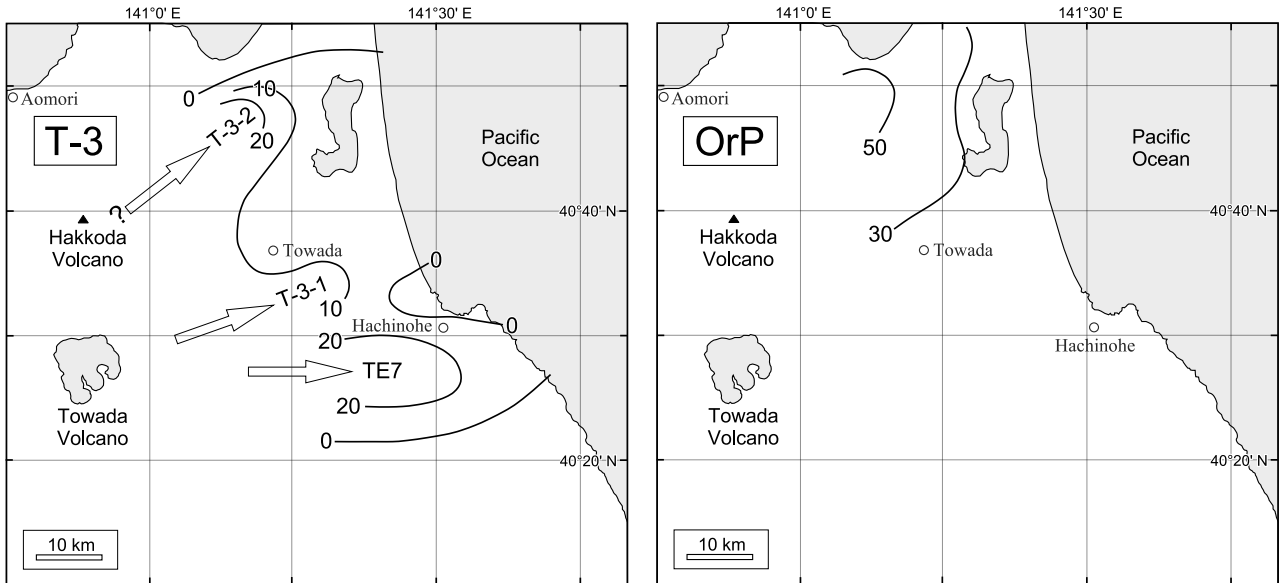 141°0' E
141°30' E
0
10
Aomori
T-3
T-3-2
20
Pacific
Ocean
?
Hakkoda
Volcano
40°40' N
Towada
0
T-3-1
10
Hachinohe
0
20
TE7
20
Towada
Volcano
0
40°20' N
10 km
141°0' E
141°30' E
Aomori
OrP
50
Pacific
Ocean
30
40°40' N
Hakkoda
Volcano
Towada
Hachinohe
Towada
Volcano
40°20' N
10 km